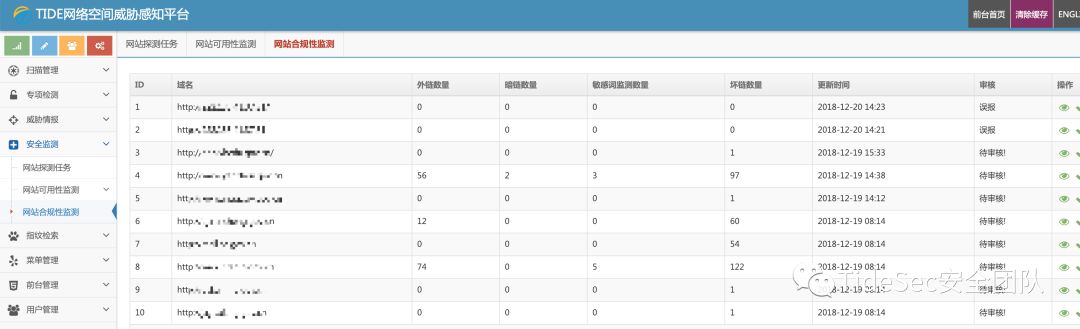 TIDE网络空间威胁感知平台 前台首页 清除缓存 ENGLI
网站探测任务 网站可用性监测 网站合规性监测
扫描管理
专项检测
威胁情报
安全监测
网站探测任务
网站可用性监测
网站合规性监测
指纹检索
菜单管理
前台管理
用户管理
ID 域名 外链数量 暗链数量 敏感词监测数量 坏链数量 更新时间 审核 操作
1 http: 0 0 0 0 2018-12-20 14:23 误报
2 http: 0 0 0 0 2018-12-20 14:21 误报
3 http:/ / 0 0 0 1 2018-12-19 15:33 待审核!
4 http:/ 56 2 3 97 2018-12-19 14:38 待审核!
5 http: 0 0 0 1 2018-12-19 14:12 待审核!
6 http: 12 0 0 60 2018-12-19 08:14 待审核!
7 http: 0 0 0 54 2018-12-19 08:14 待审核!
8 http: 74 0 5 122 2018-12-19 08:14 待审核!
9 http: 0 0 0 1 2018-12-19 08:14 待审核!
10 http: 0 0 0 1 2018-12-19 08:14 待审核!
TideSec安全团队